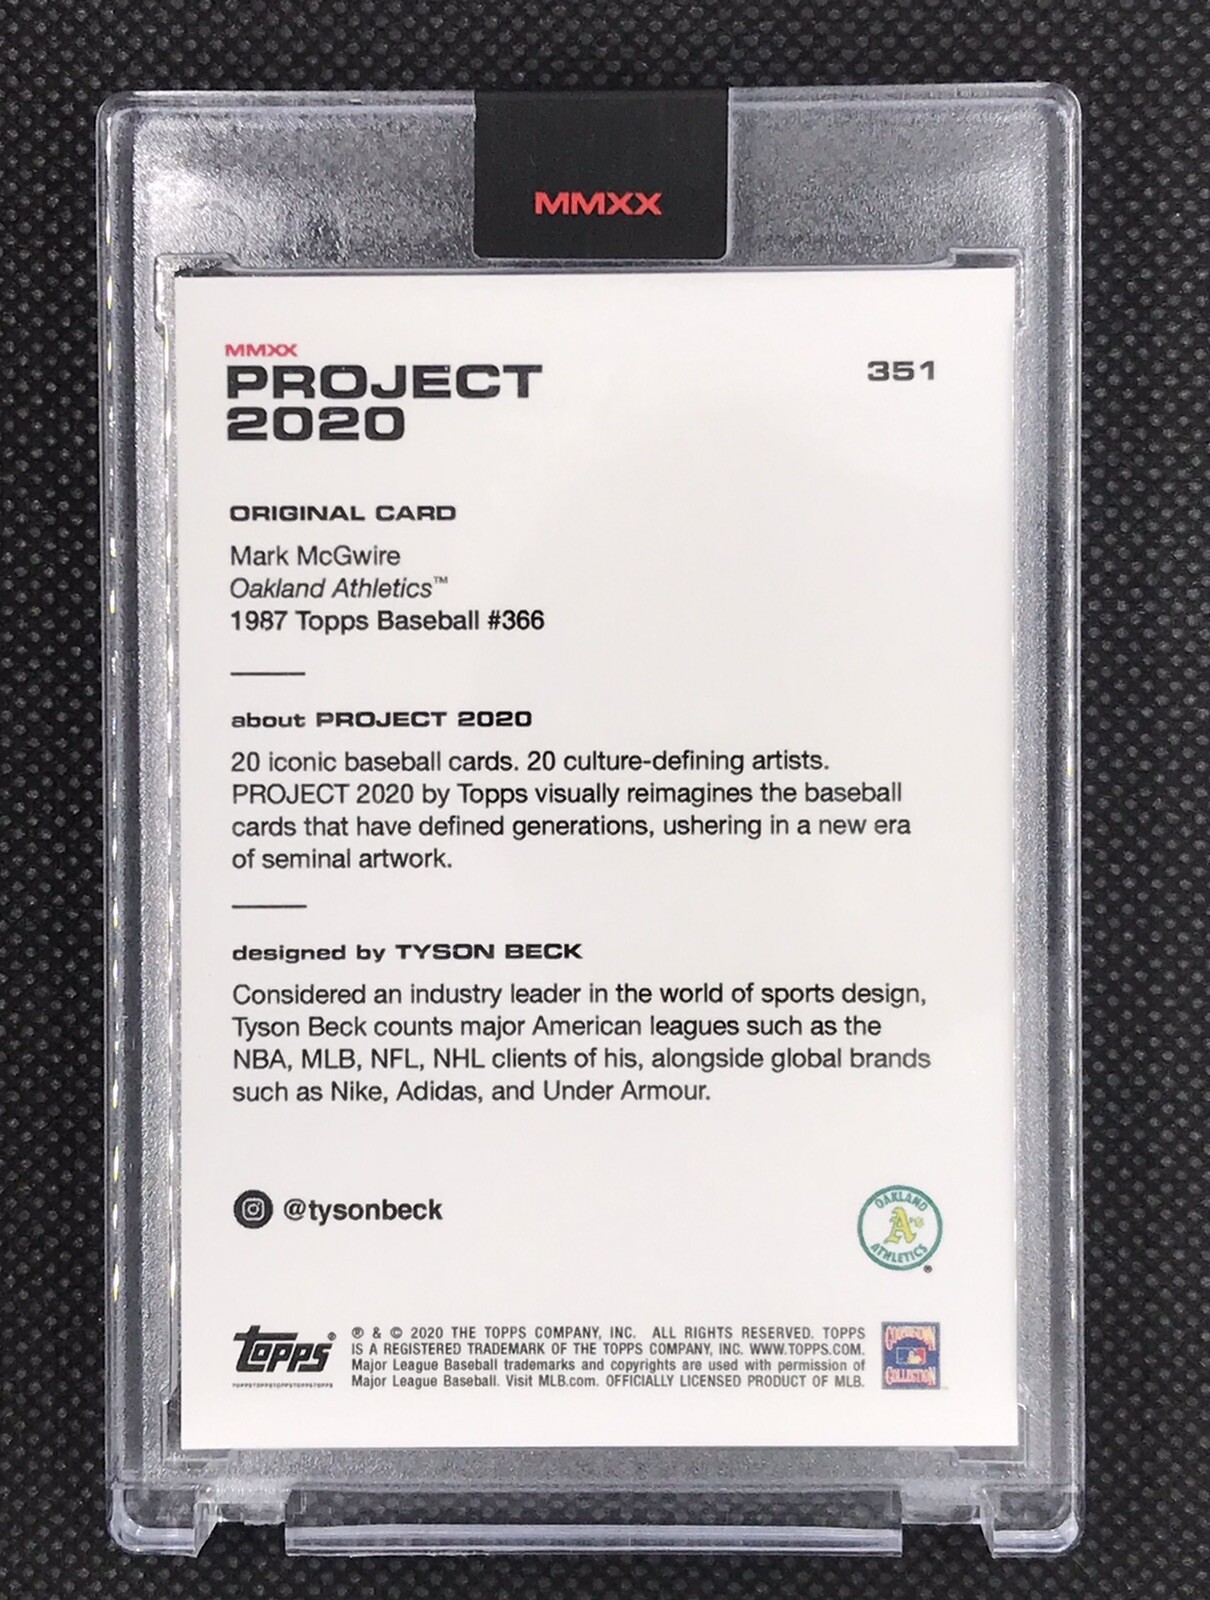 MMXX
MMXX
PROJECT
2020
351
ORIGINAL CARD
Mark McGwire
Oakland Athletics™
1987 Topps Baseball #366
about PROJECT 2020
20 iconic baseball cards. 20 culture-defining artists.
PROJECT 2020 by Topps visually reimagines the baseball
cards that have defined generations, ushering in a new era
of seminal artwork.
designed by TYSON BECK
Considered an industry leader in the world of sports design,
Tyson Beck counts major American leagues such as the
NBA, MLB, NFL, NHL clients of his, alongside global brands
such as Nike, Adidas, and Under Armour.
@tysonbeck
OAKLAND
A's
ATHLETICS
®
topps®
TOPPSTOPPSTOPPSTOPPSTOPPS
® & © 2020 THE TOPPS COMPANY, INC. ALL RIGHTS RESERVED. TOPPS
IS A REGISTERED TRADEMARK OF THE TOPPS COMPANY, INC. WWW.TOPPS.COM.
Major League Baseball trademarks and copyrights are used with permission of
Major League Baseball. Visit MLB.com. OFFICIALLY LICENSED PRODUCT OF MLB.
COOPERSTOWN
COLLECTION